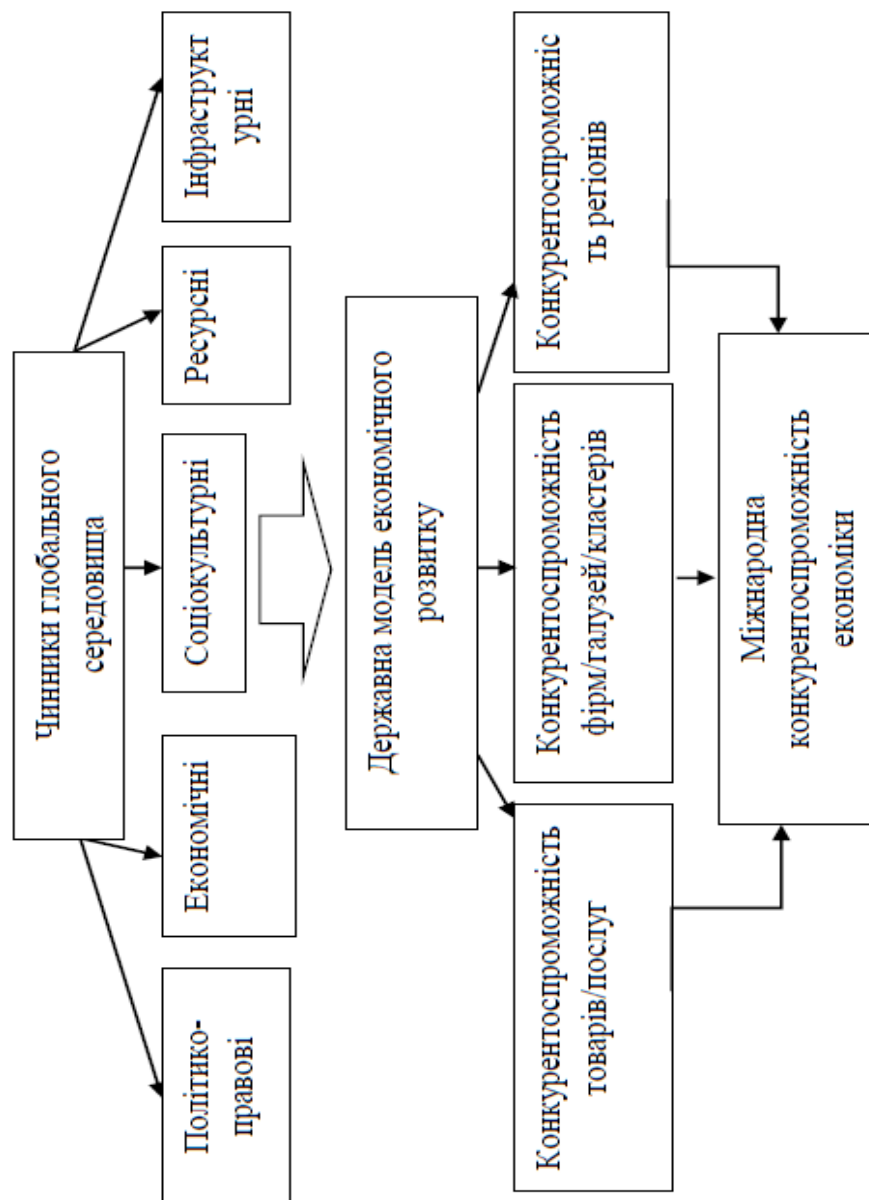 Чинники глобального
середовища
Політико-
правові
Економічні
Соціокультурні
Ресурсні
Інфраструкт
урні
Державна модель економічного
розвитку
Конкурентоспроможність
товарів/послуг
Конкурентоспроможність
фірм/галузей/кластерів
Конкурентоспроможніс
ть регіонів
Міжнародна
конкурентоспроможність
економіки